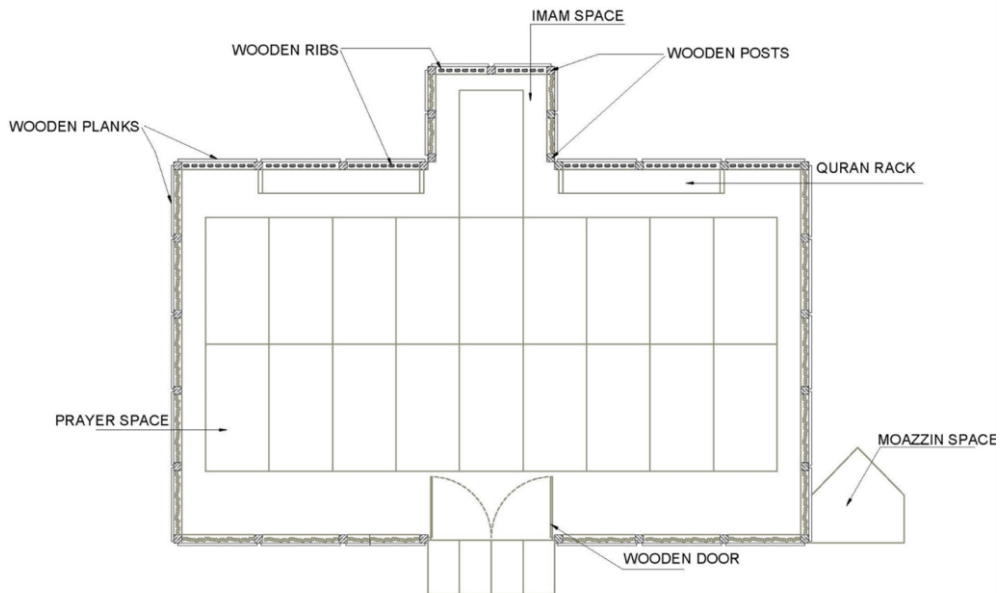 IMAM SPACE
WOODEN RIBS
WOODEN POSTS
WOODEN PLANKS
QURAN RACK
PRAYER SPACE
MOAZZIN SPACE
WOODEN DOOR